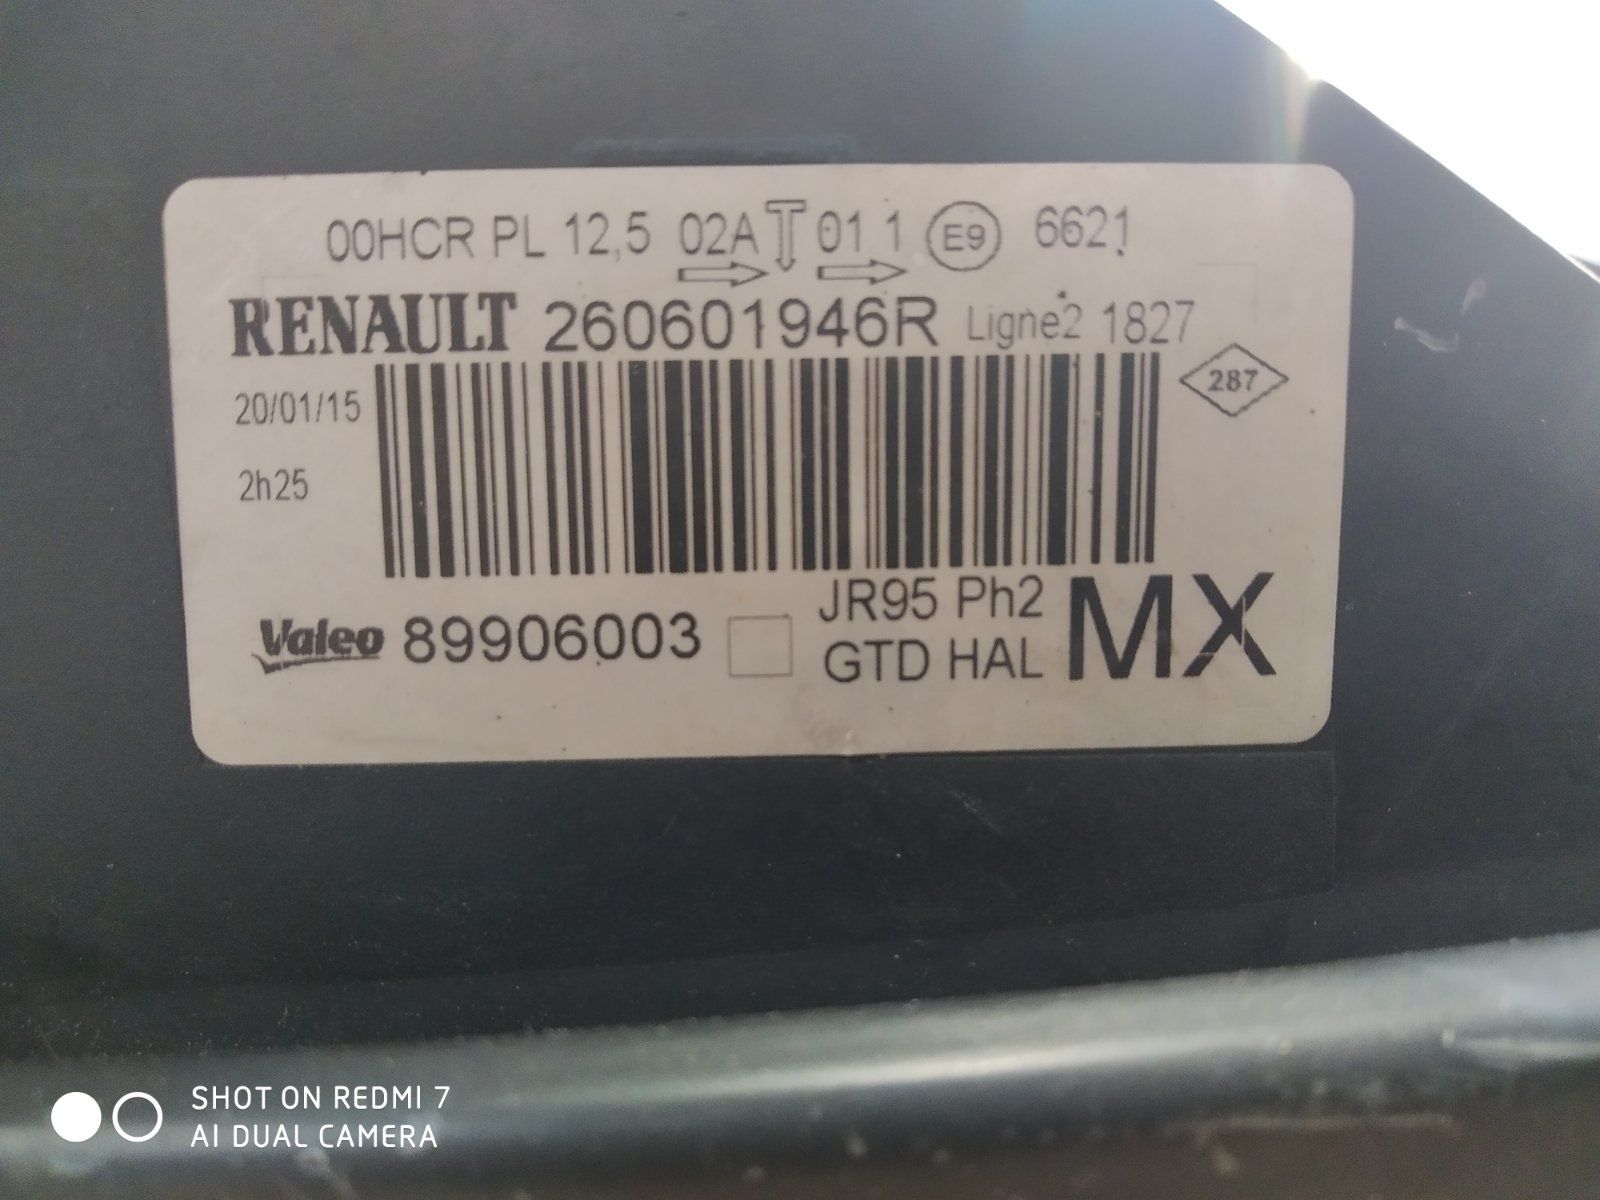 00HCR PL 12,5 02A 01 1 E9 6621
RENAULT 260601946R Ligne2 1827
20/01/15
287
2h25
Valeo 89906003
JR95 Ph2
GTD HAL
MX
SHOT ON REDMI 7
AI DUAL CAMERA